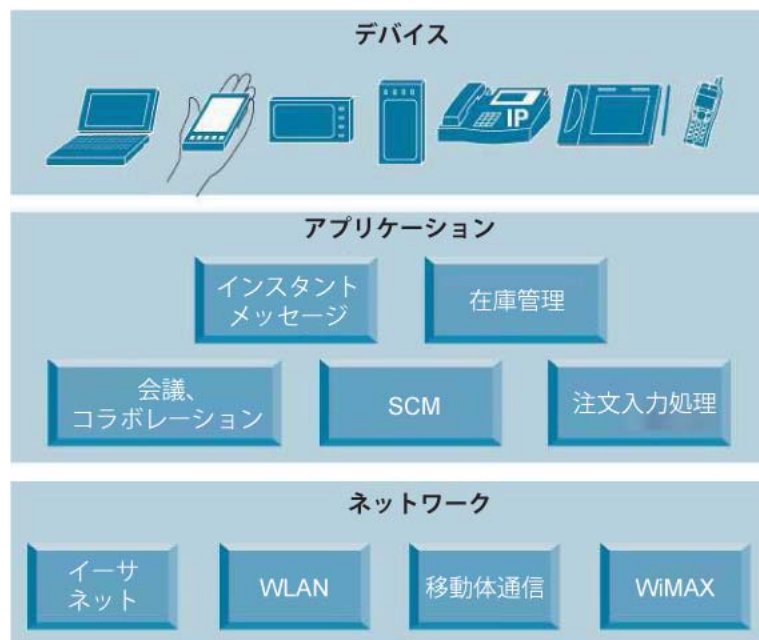 デバイス
IP
アプリケーション
インスタント
メッセージ
在庫管理
会議、
コラボレーション
SCM
注文入力処理
ネットワーク
イーサ
ネット
WLAN
移動体通信
WiMAX